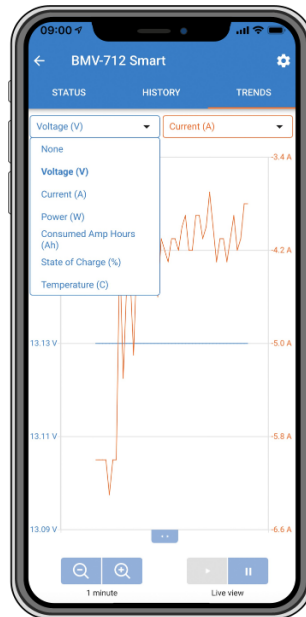 09:00
BMV-712 Smart
STATUS HISTORY TRENDS
Voltage (V) Current (A)
None
Voltage (V)
Current (A)
Power (W)
Consumed Amp Hours
(Ah)
State of Charge (%)
Temperature (C)
-3.4 A
-4.2 A
13.13 V -5.0 A
13.11 V -5.8 A
13.09 V -6.6 A
1 minute Live view